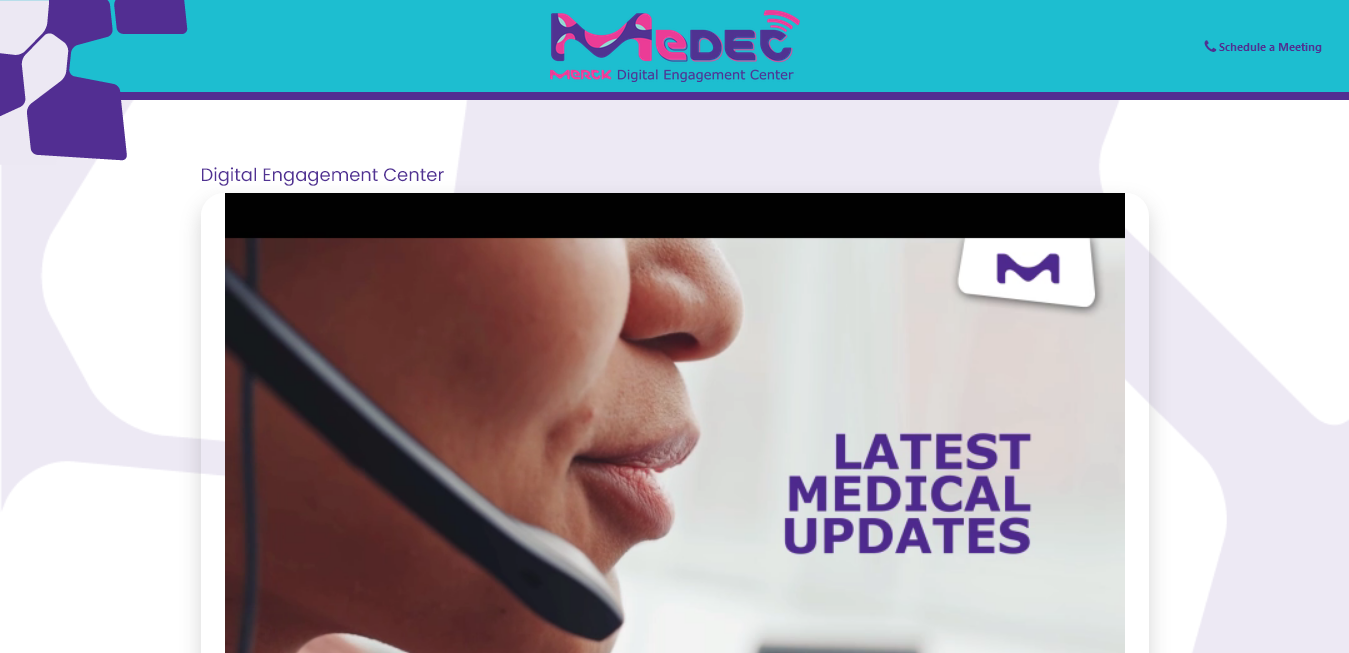 MeDEC
MERCK Digital Engagement Center
Schedule a Meeting
Digital Engagement Center
LATEST
MEDICAL
UPDATES